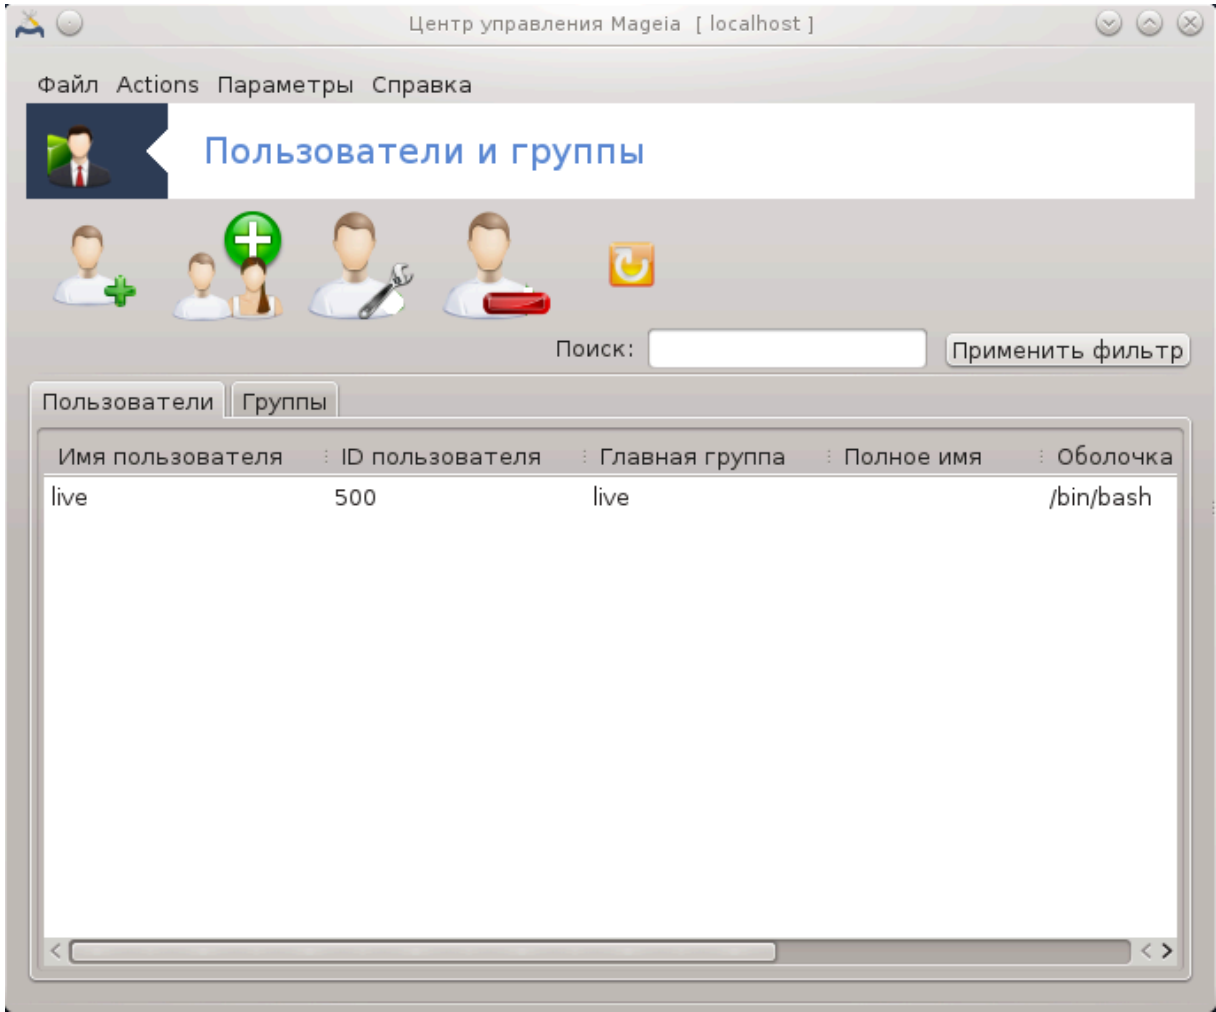 Центр управления Mageia [ localhost ]
Файл Actions Параметры Справка
Пользователи и группы
Поиск: Применить фильтр
Пользователи Группы
Имя пользователя ID пользователя Главная группа Полное имя Оболочка
live 500 live /bin/bash